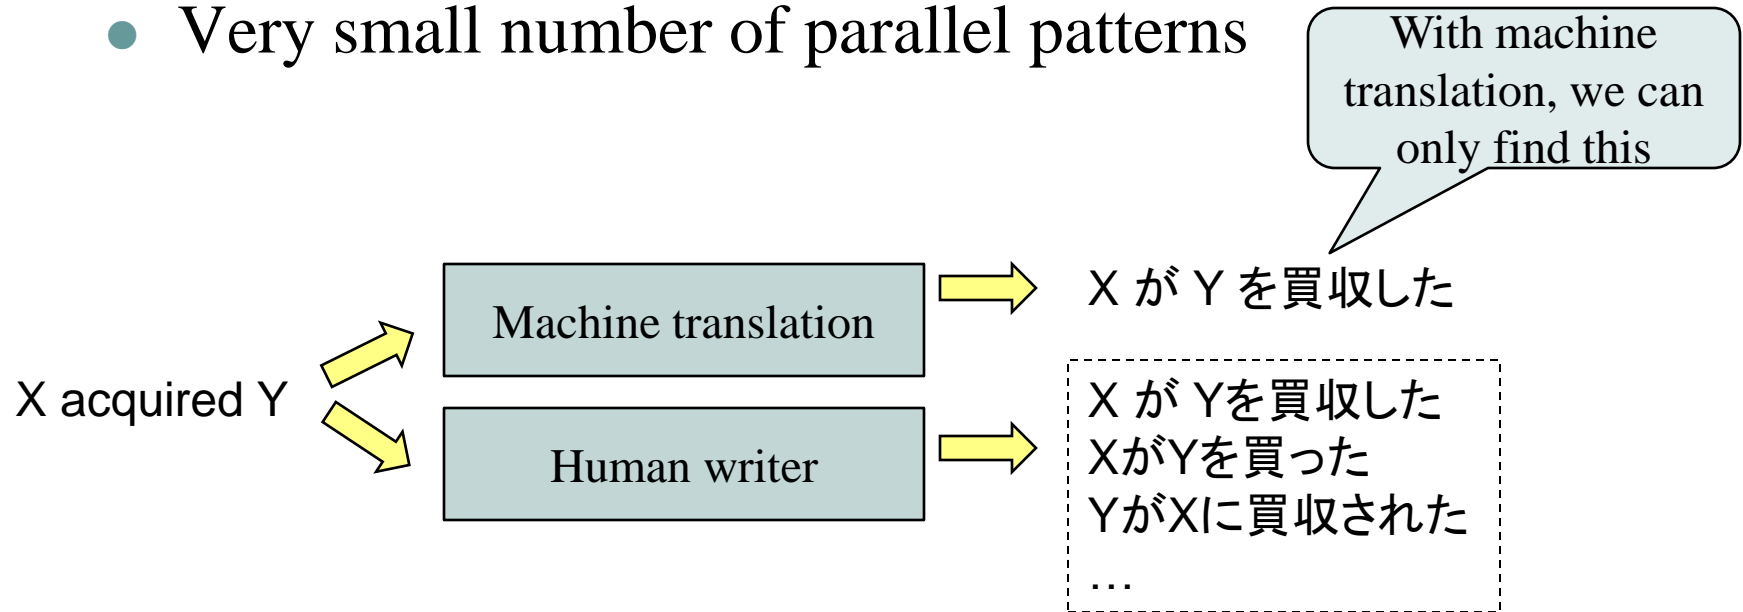 ● Very small number of parallel patterns
With machine
translation, we can
only find this
Machine translation
X が Y を買収した
X acquired Y
Human writer
X が Yを買収した
XがYを買った
YがXに買収された
…